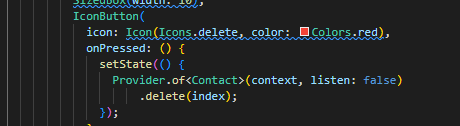 SizedBox(width: 10),
IconButton(
icon: Icon(Icons.delete, color: Colors.red),
onPressed: () {
setState(() {
Provider.of<Contact>(context, listen: false)
.delete(index);
});